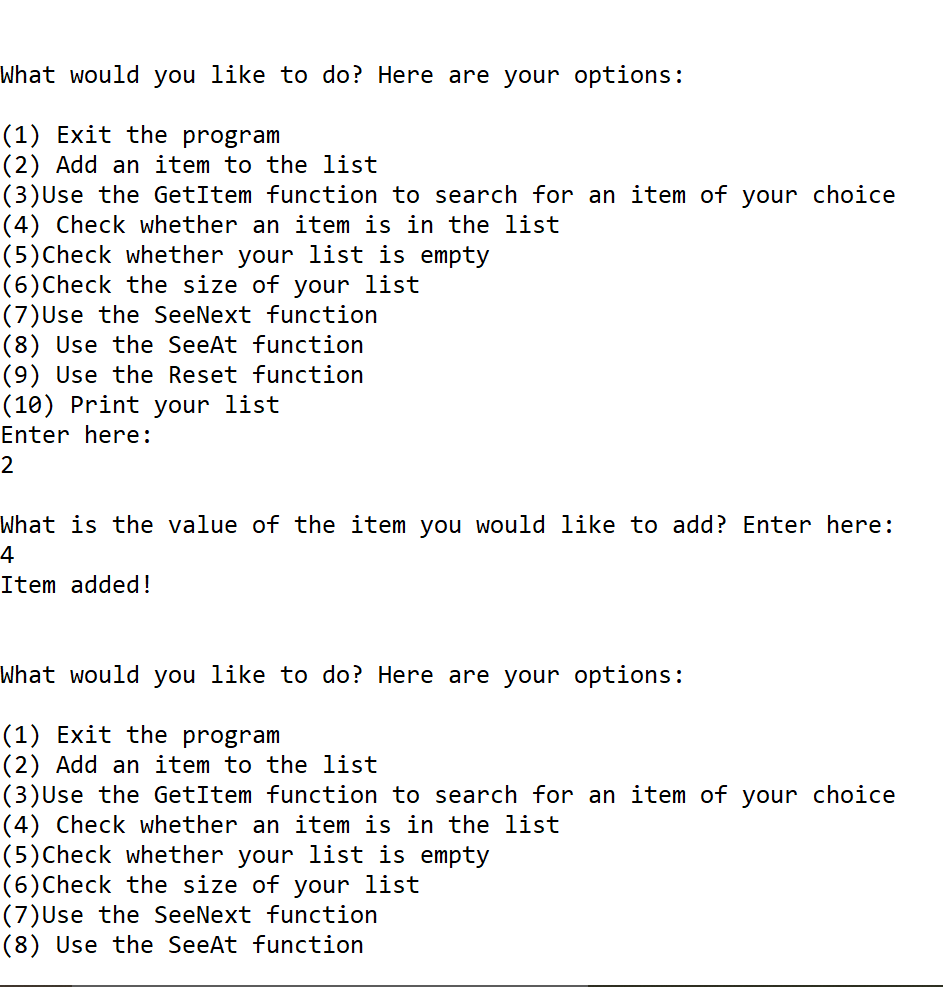 What would you like to do? Here are your options:
(1) Exit the program
(2) Add an item to the list
(3)Use the GetItem function to search for an item of your choice
(4) Check whether an item is in the list
(5)Check whether your list is empty
(6)Check the size of your list
(7)Use the SeeNext function
(8) Use the SeeAt function
(9) Use the Reset function
(10) Print your list
Enter here:
2
What is the value of the item you would like to add? Enter here:
4
Item added!
What would you like to do? Here are your options:
(1) Exit the program
(2) Add an item to the list
(3)Use the GetItem function to search for an item of your choice
(4) Check whether an item is in the list
(5)Check whether your list is empty
(6)Check the size of your list
(7)Use the SeeNext function
(8) Use the SeeAt function